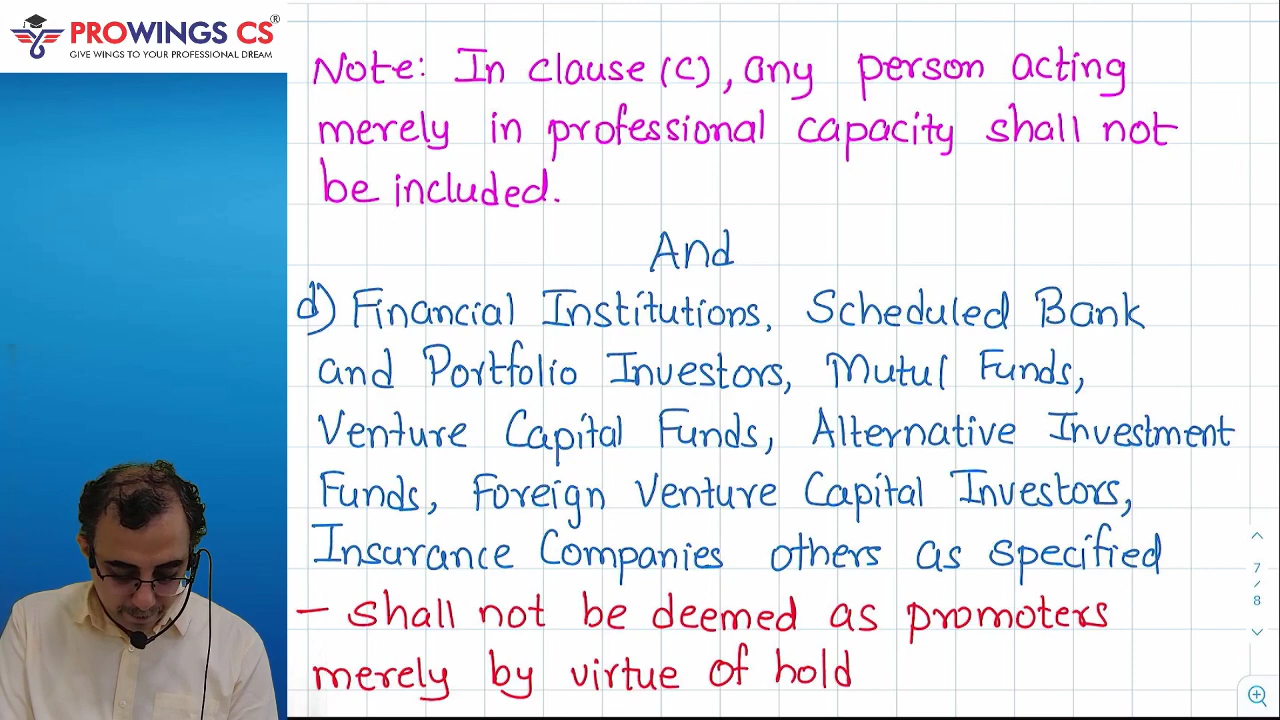 PROWINGS CS®
GIVE WINGS TO YOUR PROFESSIONAL DREAM
Note: In clause (c), any person acting
merely in professional capacity shall not
be included.
And
d) Financial Institutions, Scheduled Bank
and Portfolio Investors, Mutul Funds,
Venture Capital Funds, Alternative Investment
Funds, Foreign Venture Capital Investors,
Insurance Companies others as specified
– shall not be deemed as promoters
merely by virtue of hold
7
/
8